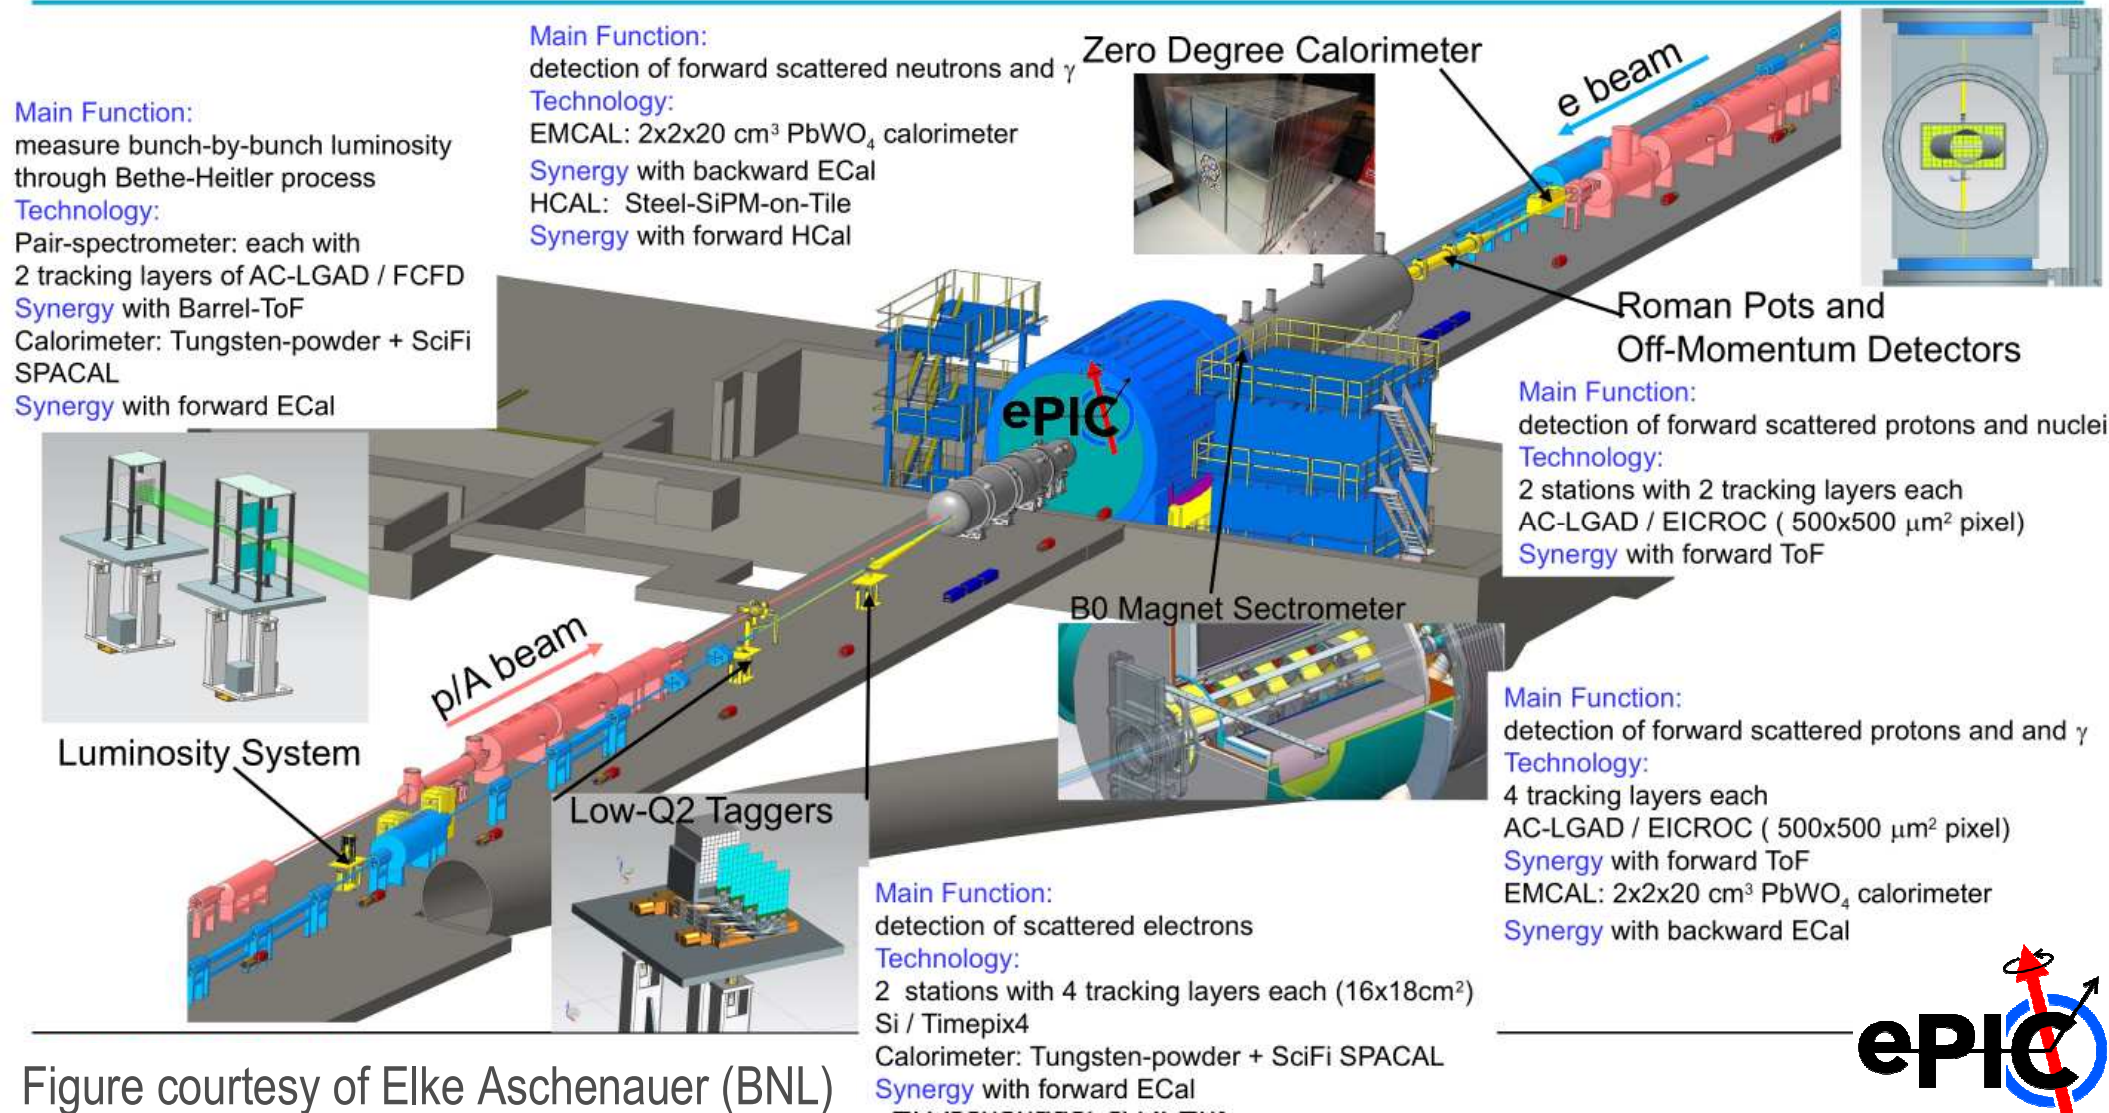 Main Function:
measure bunch-by-bunch luminosity
through Bethe-Heitler process
Technology:
Pair-spectrometer: each with
2 tracking layers of AC-LGAD / FCFD
Synergy with Barrel-ToF
Calorimeter: Tungsten-powder + SciFi
SPACAL
Synergy with forward ECal
Main Function:
detection of forward scattered neutrons and γ
Technology:
EMCAL: 2x2x20 cm³ PbWO₄ calorimeter
Synergy with backward ECal
HCAL: Steel-SiPM-on-Tile
Synergy with forward HCal
Zero Degree Calorimeter
e beam
Roman Pots and
Off-Momentum Detectors
Main Function:
detection of forward scattered protons and nuclei
Technology:
2 stations with 2 tracking layers each
AC-LGAD / EICROC ( 500x500 μm² pixel)
Synergy with forward ToF
ePIC
B0 Magnet Sectrometer
p/A beam
Luminosity System
Low-Q2 Taggers
Main Function:
detection of forward scattered protons and and γ
Technology:
4 tracking layers each
AC-LGAD / EICROC ( 500x500 μm² pixel)
Synergy with forward ToF
EMCAL: 2x2x20 cm³ PbWO₄ calorimeter
Synergy with backward ECal
Main Function:
detection of scattered electrons
Technology:
2 stations with 4 tracking layers each (16x18cm²)
Si / Timepix4
Calorimeter: Tungsten-powder + SciFi SPACAL
Synergy with forward ECal
ePIC
Figure courtesy of Elke Aschenauer (BNL)